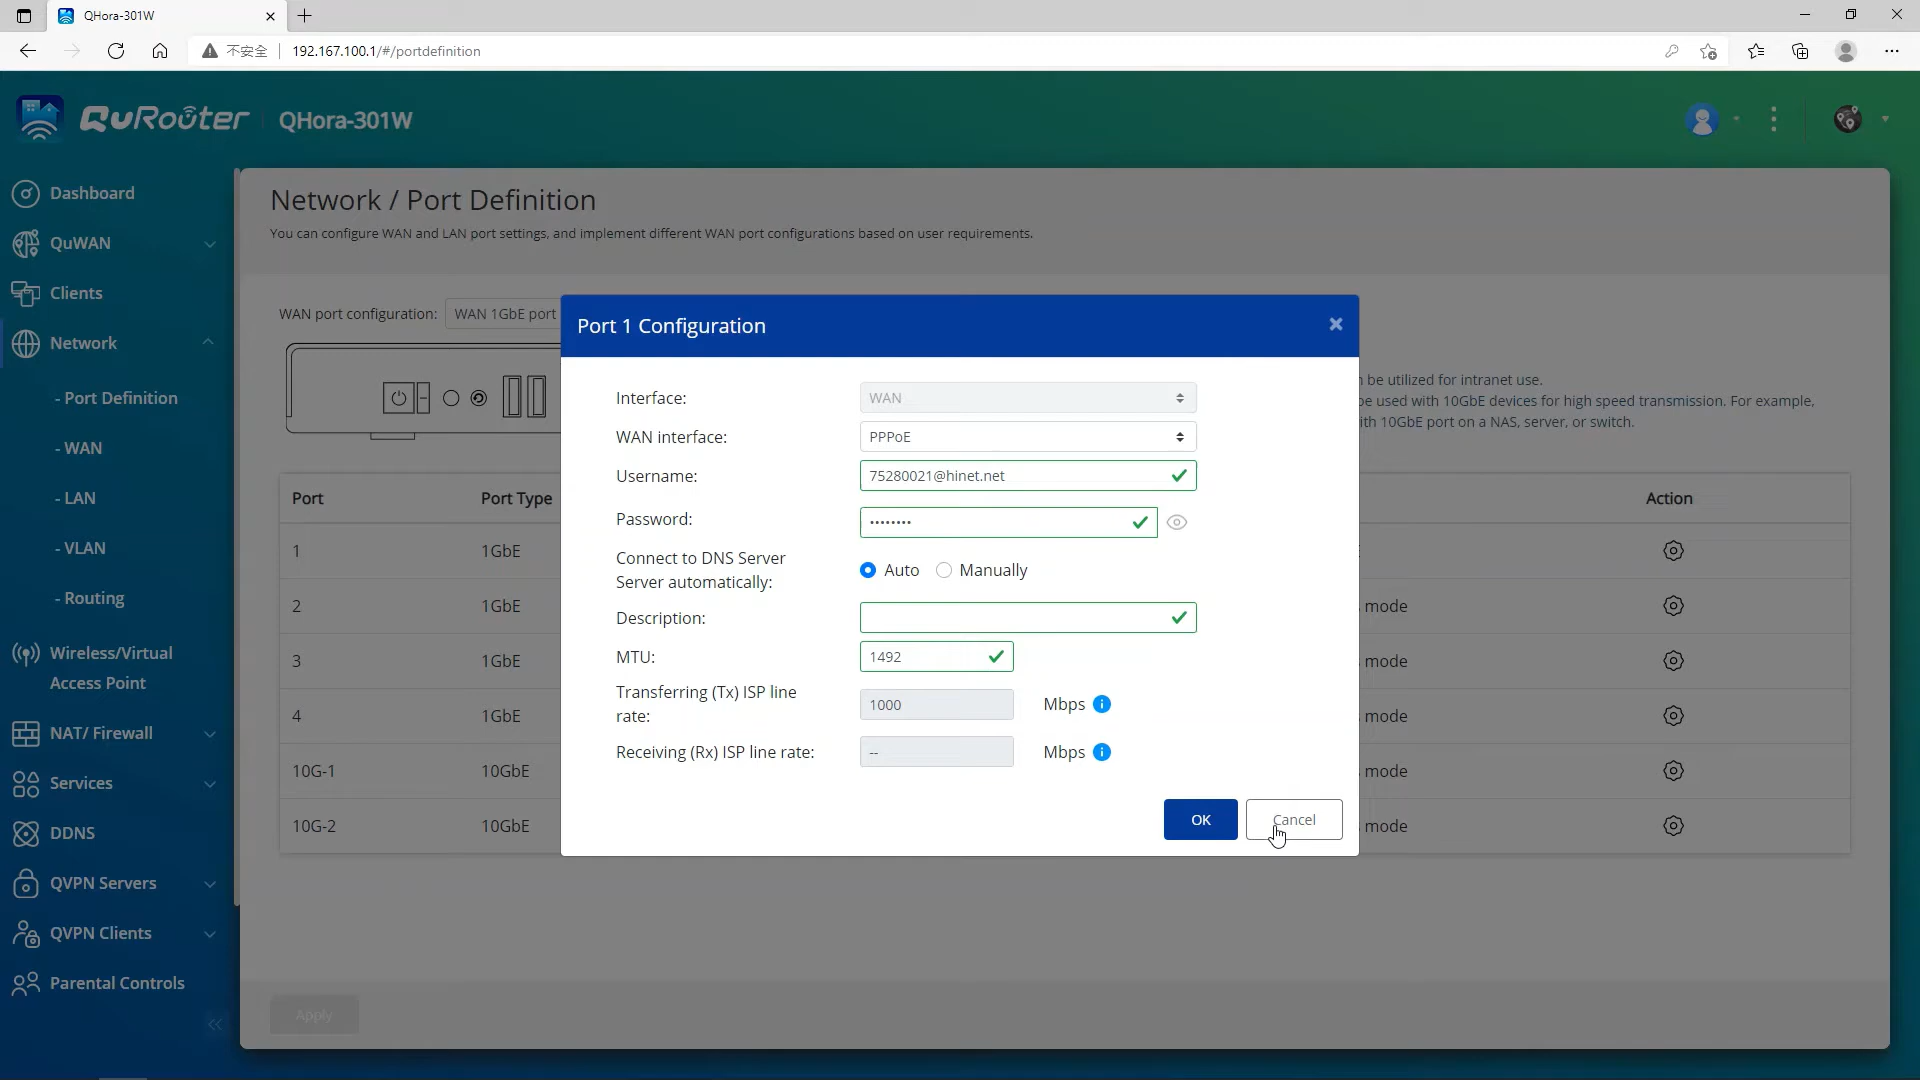 QHora-301W
不安全
192.167.100.1/#/portdefinition
QuRouter
QHora-301W
Dashboard
QuWAN
Clients
Network
- Port Definition
- WAN
- LAN
- VLAN
- Routing
Wireless/Virtual
Access Point
NAT/ Firewall
Services
DDNS
QVPN Servers
QVPN Clients
Parental Controls
Network / Port Definition
You can configure WAN and LAN port settings, and implement different WAN port configurations based on user requirements.
WAN port configuration:
WAN 1GbE port
be utilized for intranet use.
be used with 10GbE devices for high speed transmission. For example,
ith 10GbE port on a NAS, server, or switch.
Port Port Type Action
1 1GbE
2 1GbE mode
3 1GbE mode
4 1GbE mode
10G-1 10GbE mode
10G-2 10GbE mode
Apply
Port 1 Configuration
Interface: WAN
WAN interface: PPPoE
Username: 75280021@hinet.net
Password: ••••••••
Connect to DNS Server
Server automatically:
Auto Manually
Description:
MTU: 1492
Transferring (Tx) ISP line
rate:
1000 Mbps
Receiving (Rx) ISP line rate: -- Mbps
OK Cancel